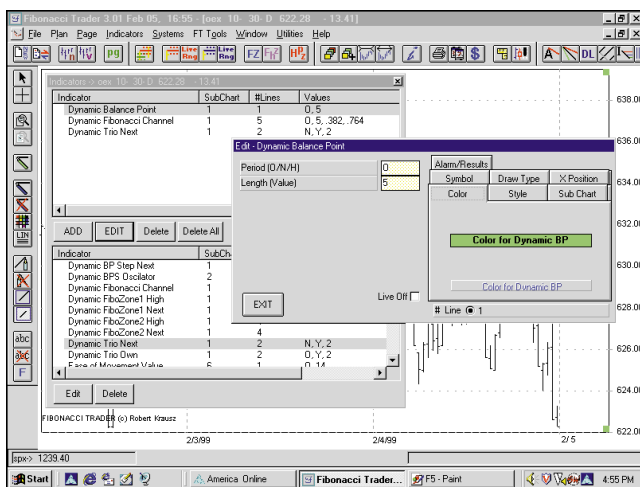 Fibonacci Trader 3.01 Feb 05, 16:55 - [oex 10- 30- D 622.28 - 13.41]
File Plan Page Indicators Systems FT Tools Window Utilities Help
pg Live Rng Live Rng FZ FH HPZ $ A DL
Indicators -> oex 10- 30- D 622.28 - 13.41
Indicator SubChart #Lines Values
Dynamic Balance Point 1 1 O, 5
Dynamic Fibonacci Channel 1 5 O, 5, .382, .764
Dynamic Trio Next 1 2 N, Y, 2
ADD EDIT Delete Delete All
Indicator SubCha
Dynamic BP Step Next 1
Dynamic BPS Oscilator 2
Dynamic Fibonacci Channel 1
Dynamic FiboZone1 High 1
Dynamic FiboZone1 Next 1
Dynamic FiboZone2 High 1
Dynamic FiboZone2 Next 1 4
Dynamic Trio Next 1 2 N, Y, 2
Dynamic Trio Own 1 2 O, Y, 2
Ease of Movement Value 6 1 O, 14
Edit Delete
Edit - Dynamic Balance Point
Period (O/N/H) O
Length (Value) 5
EXIT
Live Off
Alarm/Results
Symbol Draw Type X Position
Color Style Sub Chart
Color for Dynamic BP
Color for Dynamic BP
# Line 1
638.00
636.00
634.00
632.00
630.00
628.00
626.00
624.00
622.00
LIN
abc
abc
F
FIBONACCI TRADER (c) Robert Krausz
2/3/99 2/4/99 2/5
spx-> 1239.40
Start America Online Fibonacci Trader... F5 - Paint 4:55 PM